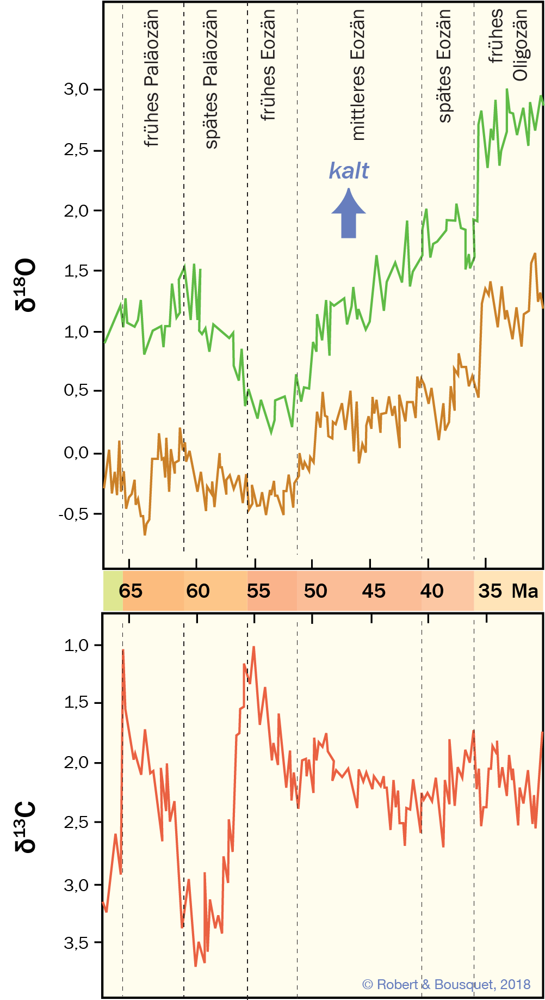 frühes Paläozän
spätes Paläozän
frühes Eozän
mittleres Eozän
spätes Eozän
frühes
Oligozän
3,0
2,5
2,0
1,5
1,0
0,5
0,0
-0,5
δ¹⁸O
kalt
65 60 55 50 45 40 35 Ma
1,0
1,5
2,0
2,5
3,0
3,5
δ¹³C
© Robert & Bousquet, 2018